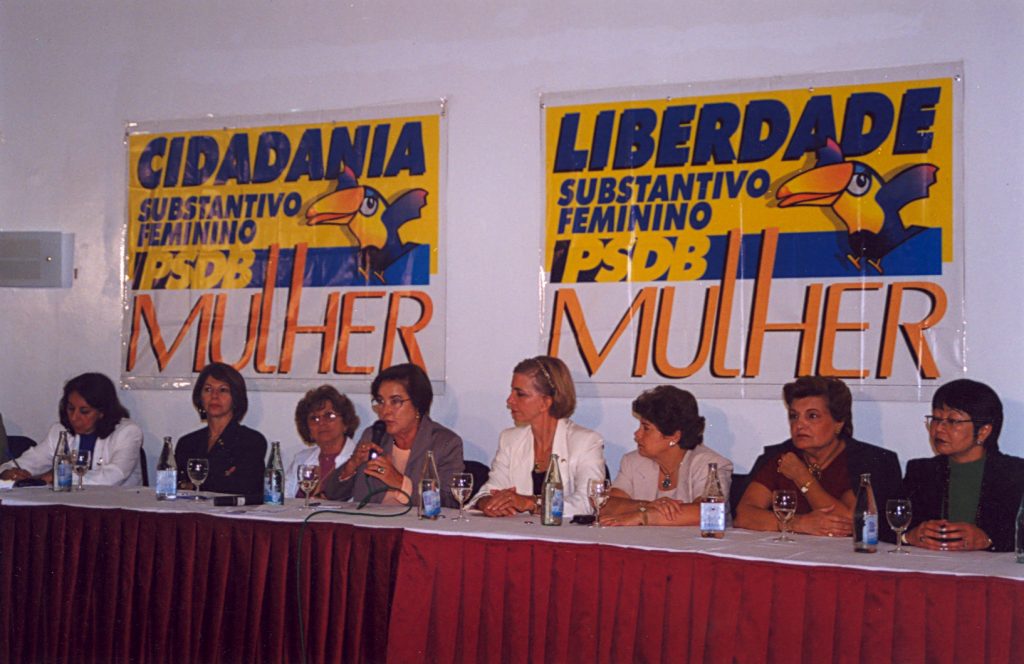 CIDADANIA
SUBSTANTIVO
FEMININO
PSDB
MULHER
LIBERDADE
SUBSTANTIVO
FEMININO
PSDB
MULHER